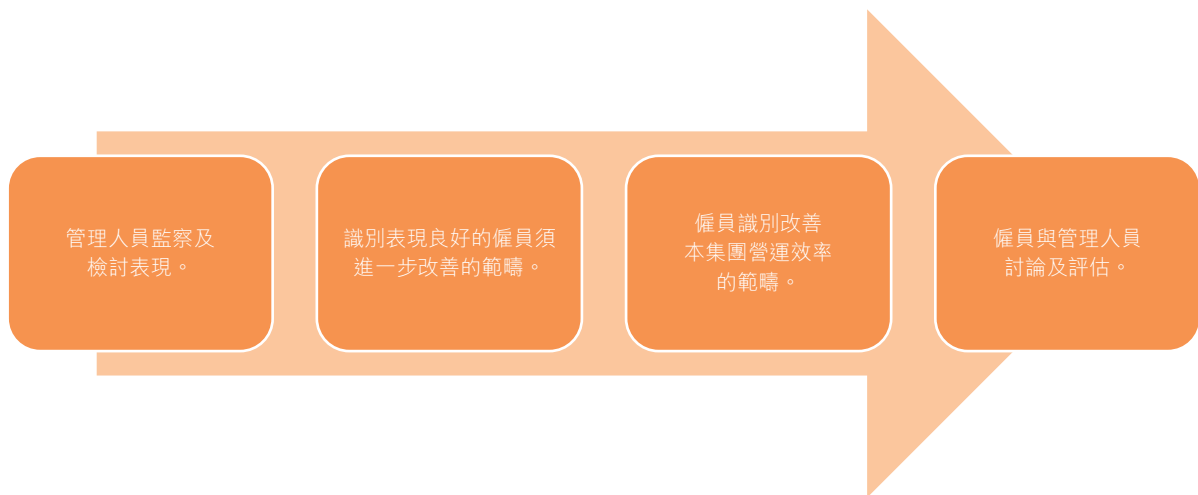 管理人員監察及
檢討表現。
識別表現良好的僱員須
進一步改善的範疇。
僱員識別改善
本集團營運效率
的範疇。
僱員與管理人員
討論及評估。